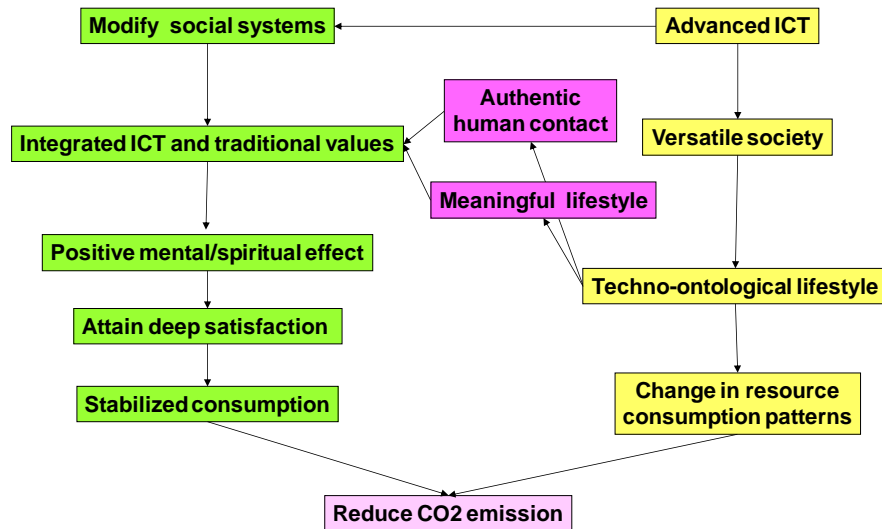 Modify social systems
Advanced ICT
Authentic
human contact
Integrated ICT and traditional values
Versatile society
Meaningful lifestyle
Positive mental/spiritual effect
Techno-ontological lifestyle
Attain deep satisfaction
Stabilized consumption
Change in resource
consumption patterns
Reduce CO2 emission